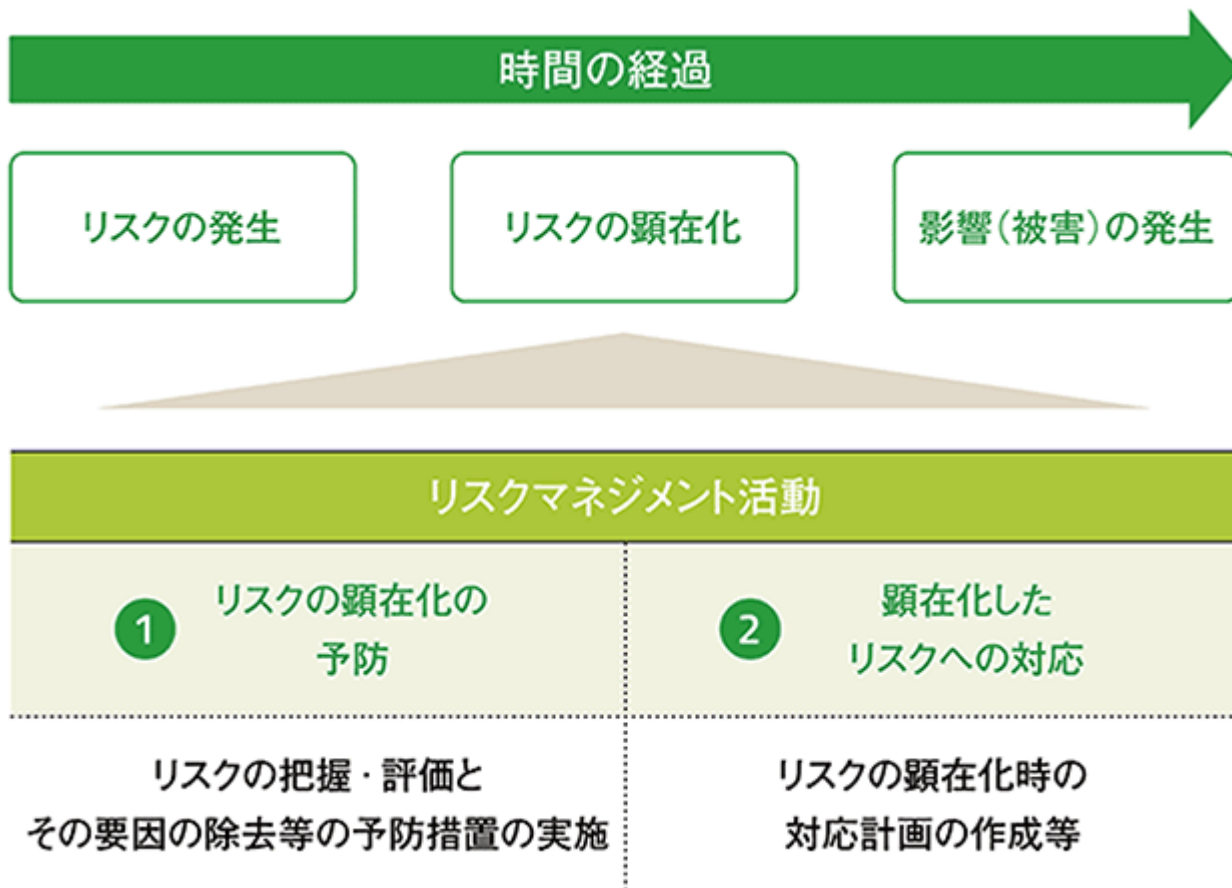 時間の経過
リスクの発生
リスクの顕在化
影響(被害)の発生
リスクマネジメント活動
1 リスクの顕在化の
予防
2 顕在化した
リスクへの対応
リスクの把握・評価と
その要因の除去等の予防措置の実施
リスクの顕在化時の
対応計画の作成等